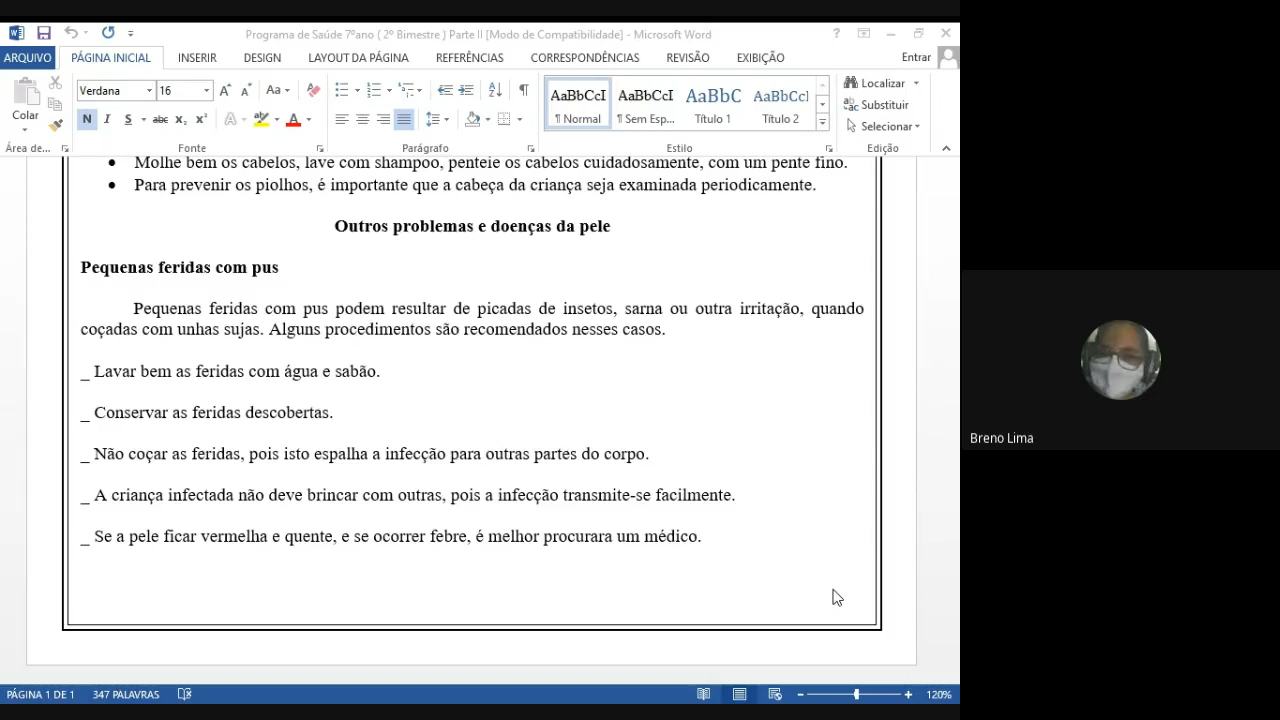 Programa de Saúde 7ºano ( 2º Bimestre ) Parte II [Modo de Compatibilidade] - Microsoft Word
ARQUIVO PÁGINA INICIAL INSERIR DESIGN LAYOUT DA PÁGINA REFERÊNCIAS CORRESPONDÊNCIAS REVISÃO EXIBIÇÃO Entrar
Colar
Verdana 16
Aa
N I S abc x₂ x² A A
AaBbCcI AaBbCcI AaBbC AaBbCcI
¶ Normal ¶ Sem Esp... Título 1 Título 2
Localizar
Substituir
Selecionar
Área de... Fonte Parágrafo Estilo Edição
• Molhe bem os cabelos, lave com shampoo, penteie os cabelos cuidadosamente, com um pente fino.
• Para prevenir os piolhos, é importante que a cabeça da criança seja examinada periodicamente.
Outros problemas e doenças da pele
Pequenas feridas com pus
Pequenas feridas com pus podem resultar de picadas de insetos, sarna ou outra irritação, quando
coçadas com unhas sujas. Alguns procedimentos são recomendados nesses casos.
_ Lavar bem as feridas com água e sabão.
_ Conservar as feridas descobertas.
_ Não coçar as feridas, pois isto espalha a infecção para outras partes do corpo.
_ A criança infectada não deve brincar com outras, pois a infecção transmite-se facilmente.
_ Se a pele ficar vermelha e quente, e se ocorrer febre, é melhor procurara um médico.
Breno Lima
PÁGINA 1 DE 1 347 PALAVRAS 120%